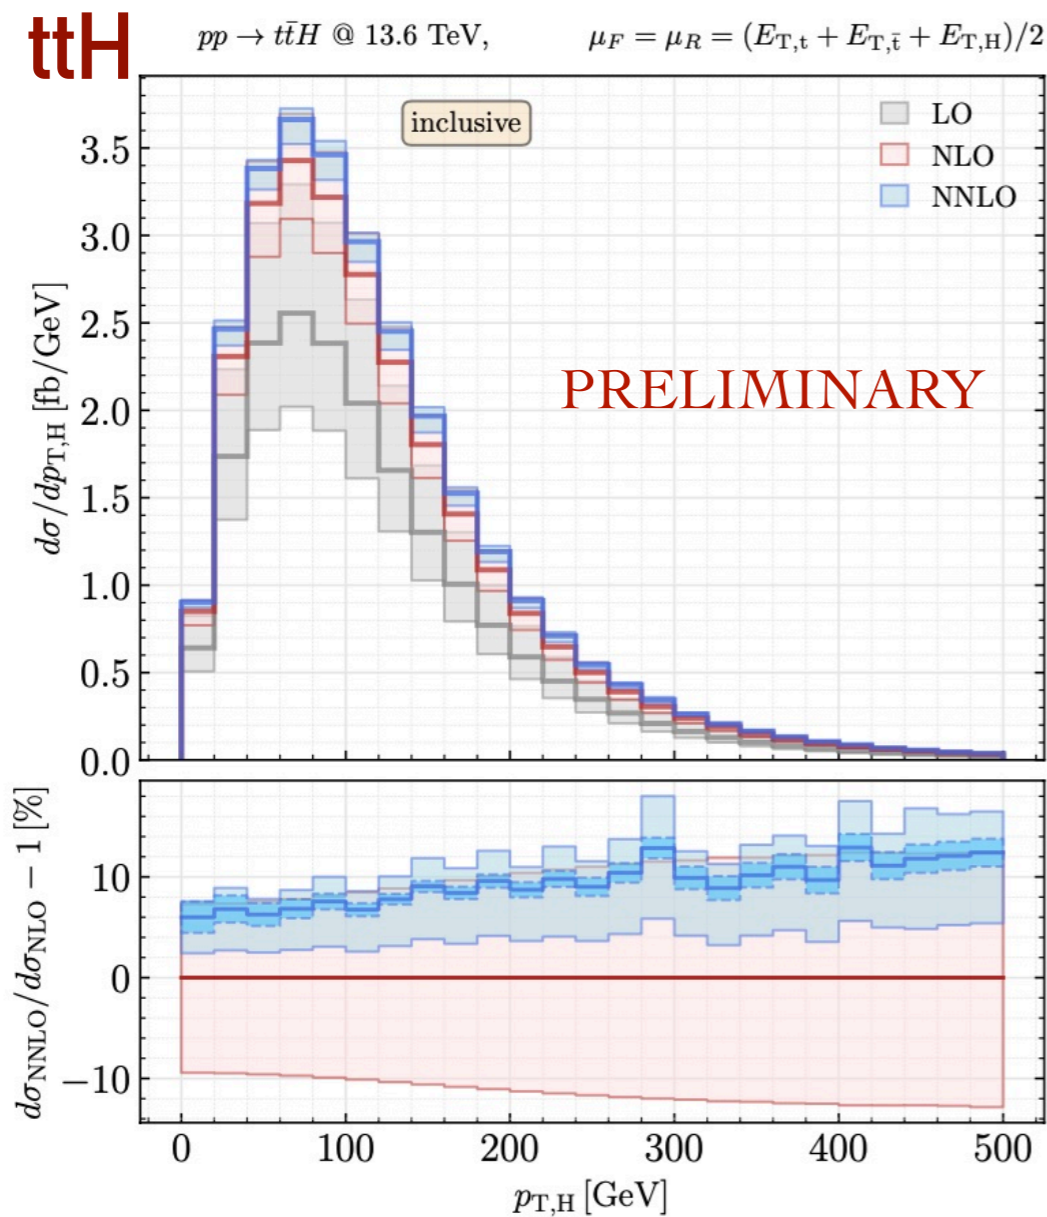 ttH
pp → tt̄H @ 13.6 TeV, μ_F = μ_R = (E_T,t + E_T,t̄ + E_T,H)/2
inclusive
LO
NLO
NNLO
PRELIMINARY
dσ/dp_T,H [fb/GeV]
3.5
3.0
2.5
2.0
1.5
1.0
0.5
0.0
dσ_NNLO/dσ_NLO − 1 [%]
10
0
−10
0 100 200 300 400 500
p_T,H [GeV]